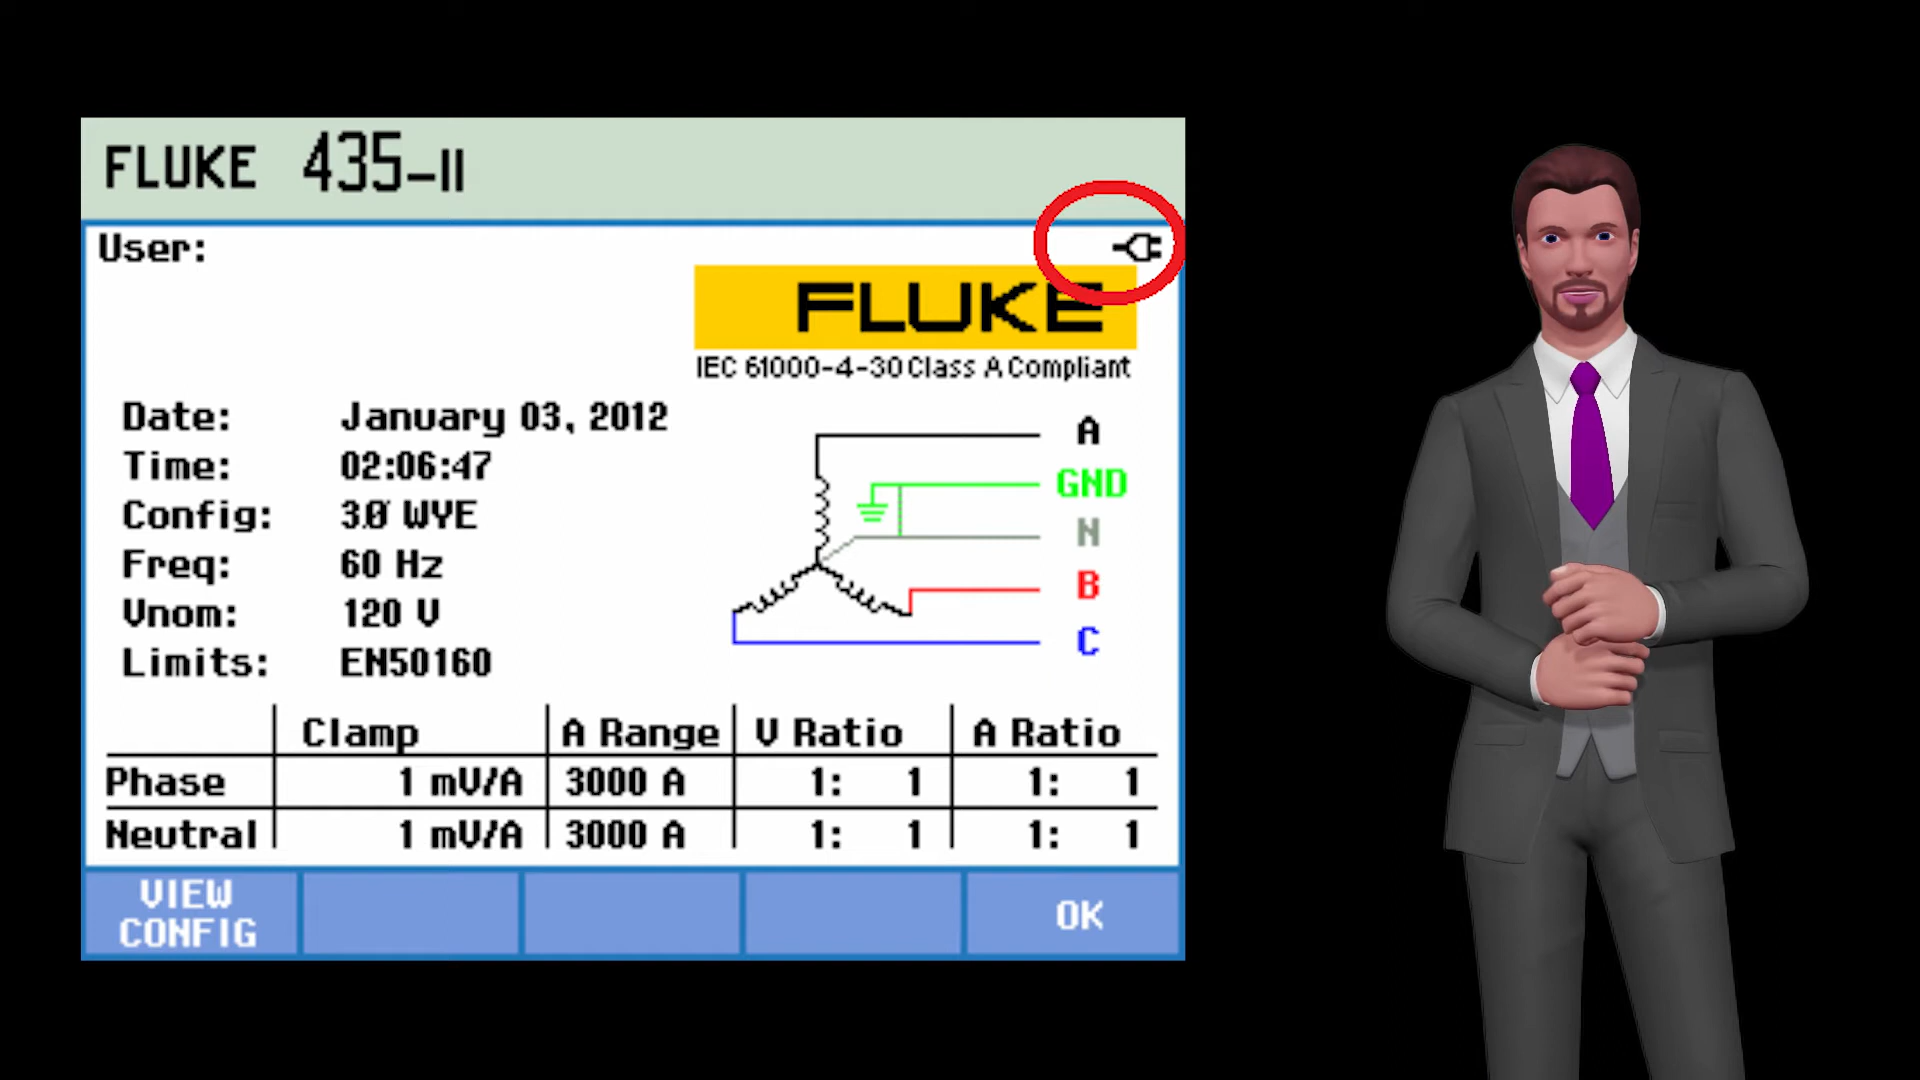 FLUKE 435-II
User:
FLUKE
IEC 61000-4-30 Class A Compliant
Date: January 03, 2012
Time: 02:06:47
Config: 3Ø WYE
Freq: 60 Hz
Vnom: 120 V
Limits: EN50160
A
GND
N
B
C
Clamp A Range V Ratio A Ratio
Phase 1 mV/A 3000 A 1: 1 1: 1
Neutral 1 mV/A 3000 A 1: 1 1: 1
VIEW
CONFIG
OK